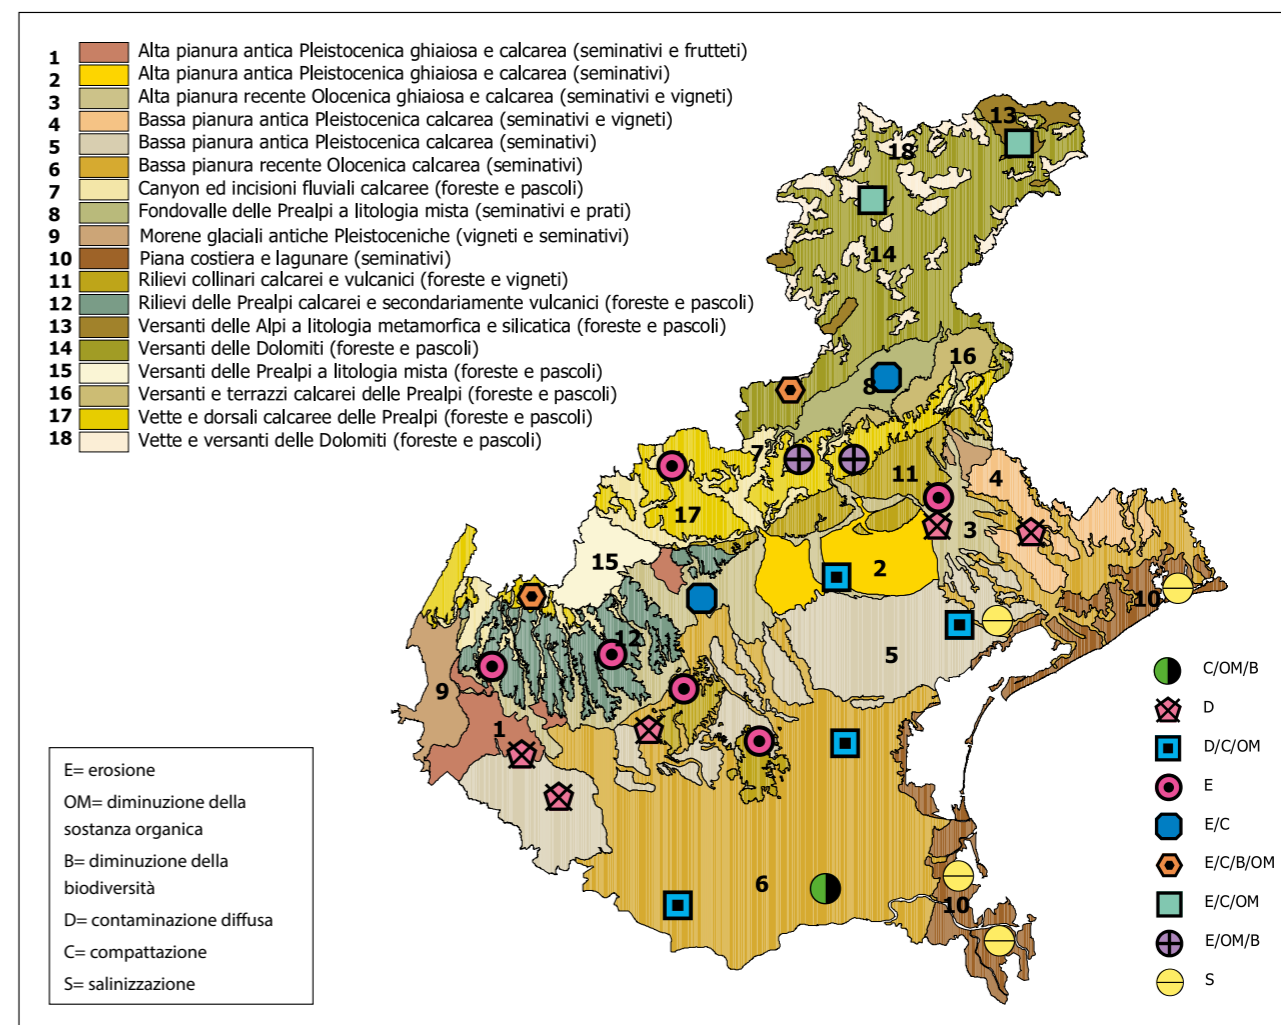 1 Alta pianura antica Pleistocenica ghiaiosa e calcarea (seminativi e frutteti)
2 Alta pianura antica Pleistocenica ghiaiosa e calcarea (seminativi)
3 Alta pianura recente Olocenica ghiaiosa e calcarea (seminativi e vigneti)
4 Bassa pianura antica Pleistocenica calcarea (seminativi e vigneti)
5 Bassa pianura antica Pleistocenica calcarea (seminativi)
6 Bassa pianura recente Olocenica calcarea (seminativi)
7 Canyon ed incisioni fluviali calcaree (foreste e pascoli)
8 Fondovalle delle Prealpi a litologia mista (seminativi e prati)
9 Morene glaciali antiche Pleistoceniche (vigneti e seminativi)
10 Piana costiera e lagunare (seminativi)
11 Rilievi collinari calcarei e vulcanici (foreste e vigneti)
12 Rilievi delle Prealpi calcarei e secondariamente vulcanici (foreste e pascoli)
13 Versanti delle Alpi a litologia metamorfica e silicatica (foreste e pascoli)
14 Versanti delle Dolomiti (foreste e pascoli)
15 Versanti delle Prealpi a litologia mista (foreste e pascoli)
16 Versanti e terrazzi calcarei delle Prealpi (foreste e pascoli)
17 Vette e dorsali calcaree delle Prealpi (foreste e pascoli)
18 Vette e versanti delle Dolomiti (foreste e pascoli)
13
18
14
16
8
7
11
4
17
3
15
2
10
12
5
9
1
6
10
E= erosione
OM= diminuzione della
sostanza organica
B= diminuzione della
biodiversità
D= contaminazione diffusa
C= compattazione
S= salinizzazione
C/OM/B
D
D/C/OM
E
E/C
E/C/B/OM
E/C/OM
E/OM/B
S